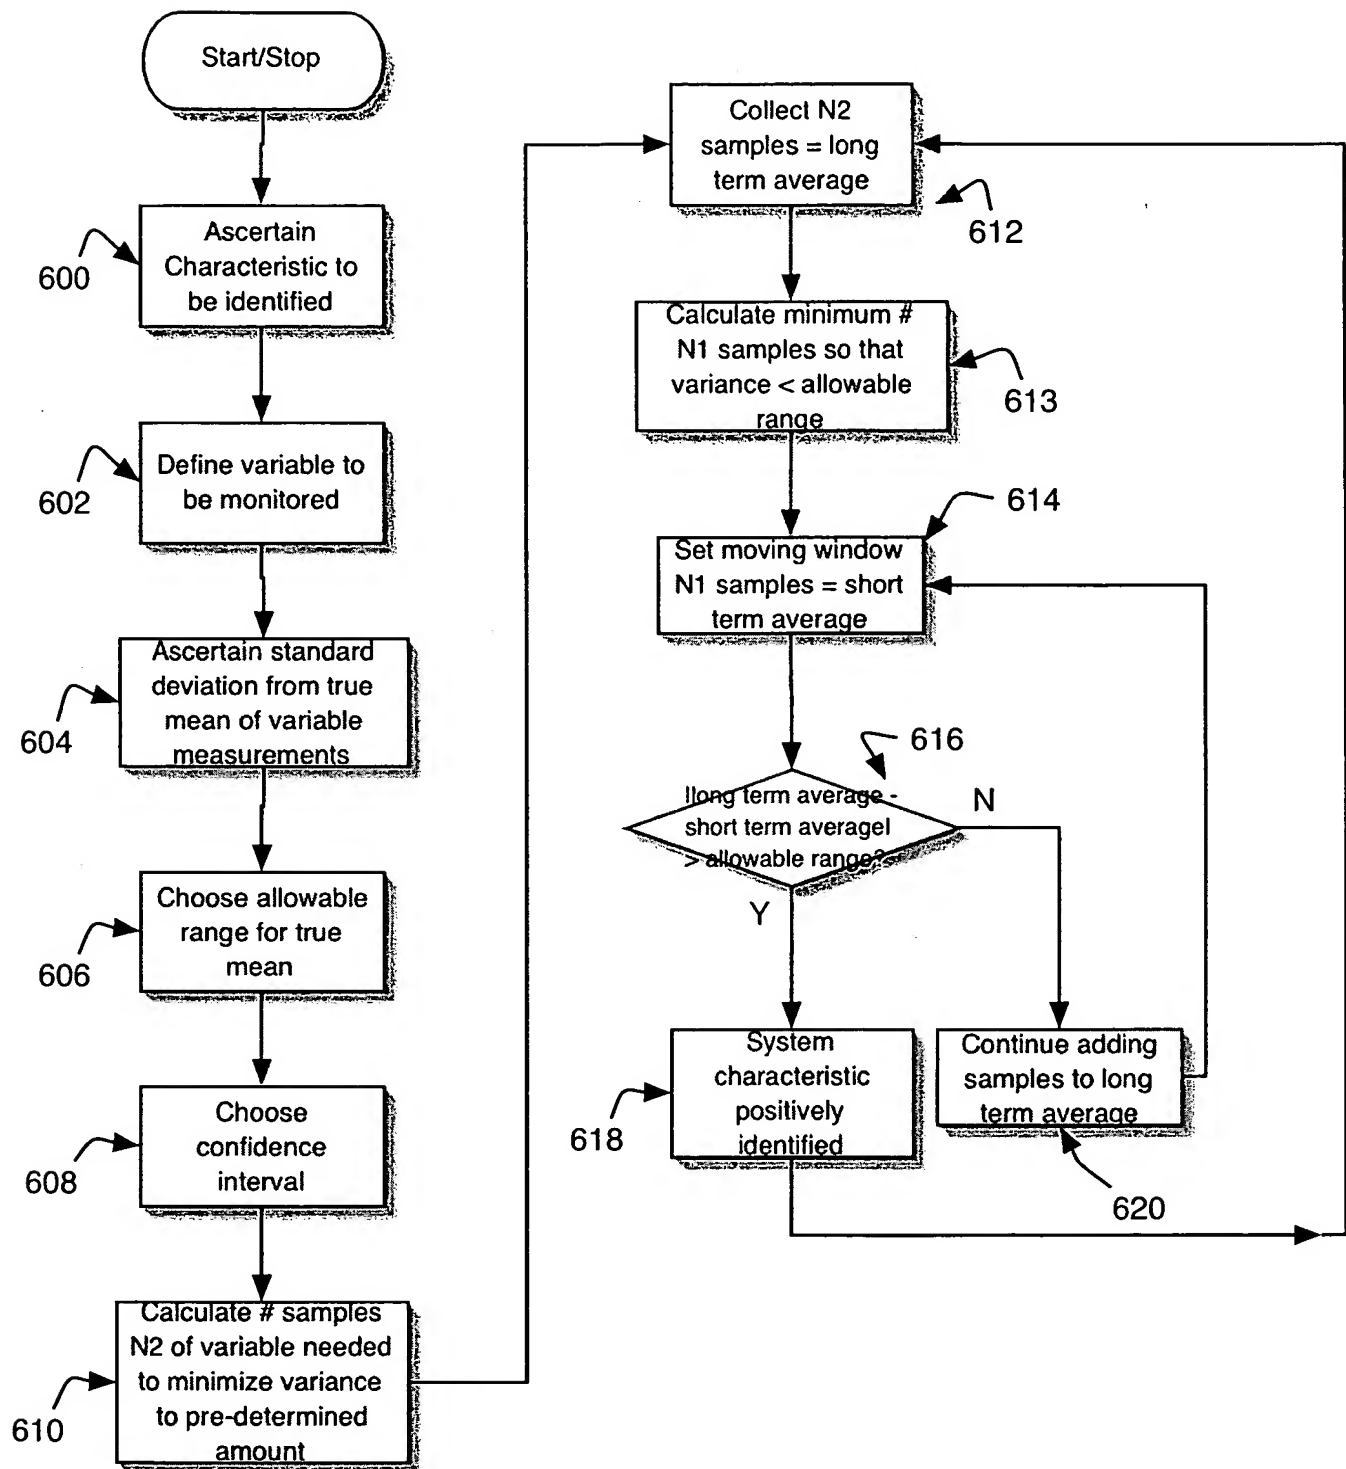 Start/Stop
600
Ascertain
Characteristic to
be identified
602
Define variable to
be monitored
604
Ascertain standard
deviation from true
mean of variable
measurements
606
Choose allowable
range for true
mean
608
Choose
confidence
interval
610
Calculate # samples
N2 of variable needed
to minimize variance
to pre-determined
amount
Collect N2
samples = long
term average
612
Calculate minimum #
N1 samples so that
variance < allowable
range
613
614
Set moving window
N1 samples = short
term average
616
|long term average -
short term average|
> allowable range?
N
Y
618
System
characteristic
positively
identified
Continue adding
samples to long
term average
620